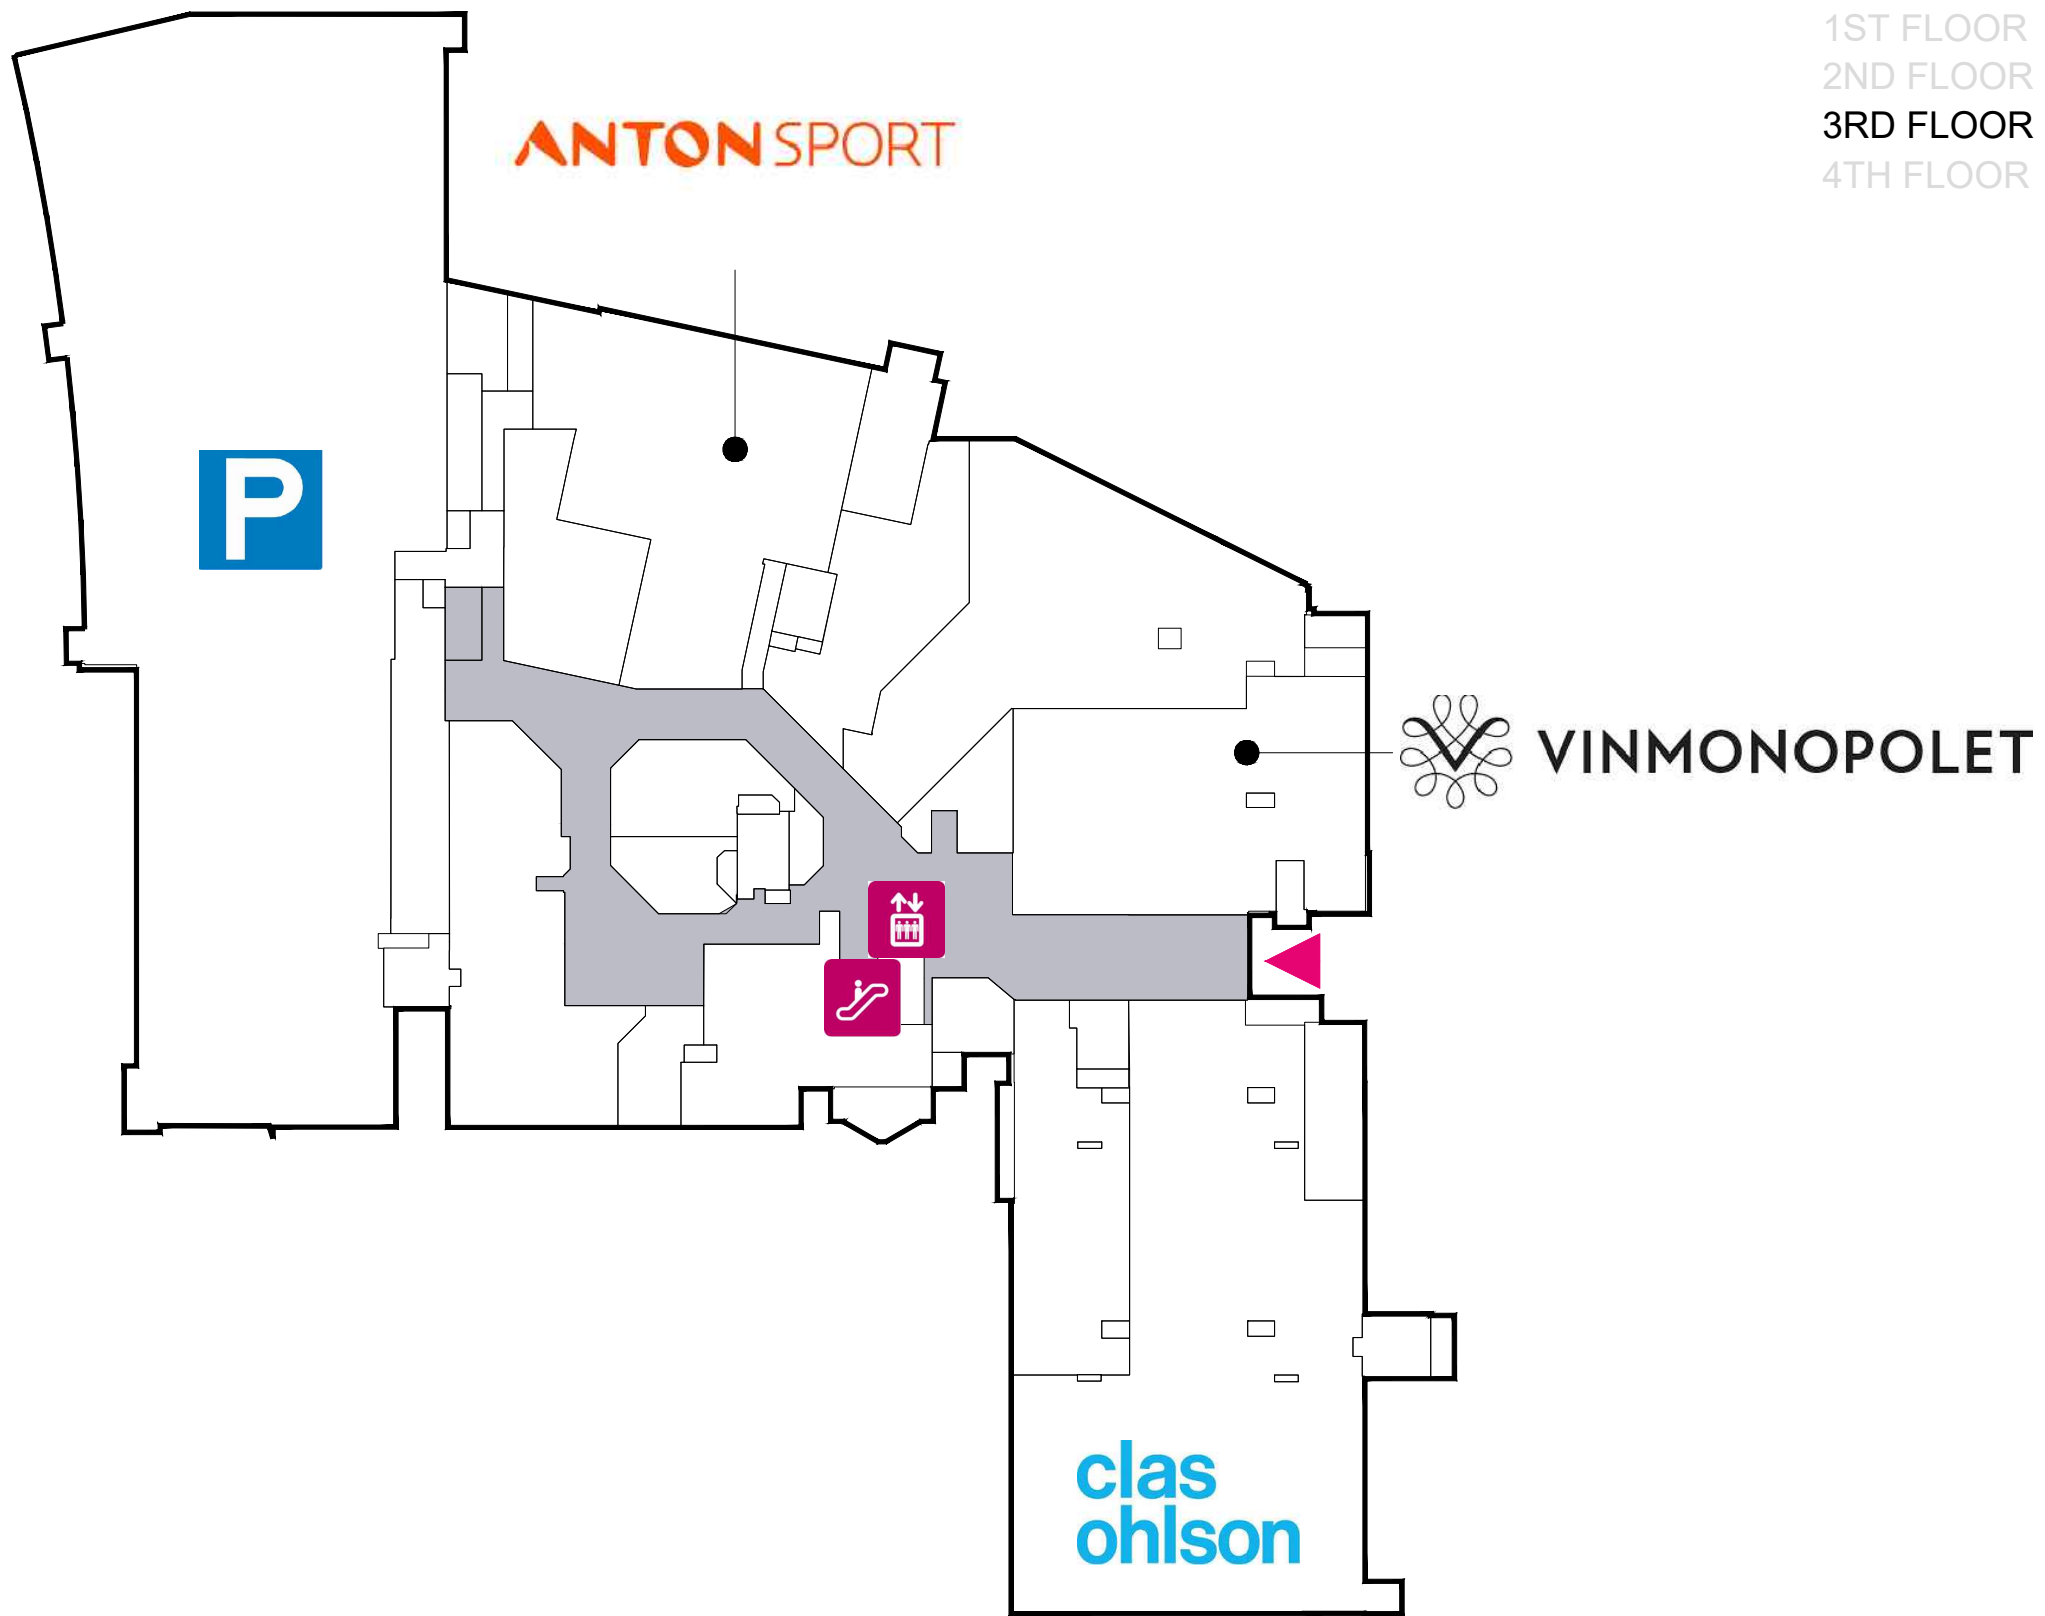 1ST FLOOR
2ND FLOOR
3RD FLOOR
4TH FLOOR
ANTON SPORT
P
VINMONOPOLET
clas
ohlson